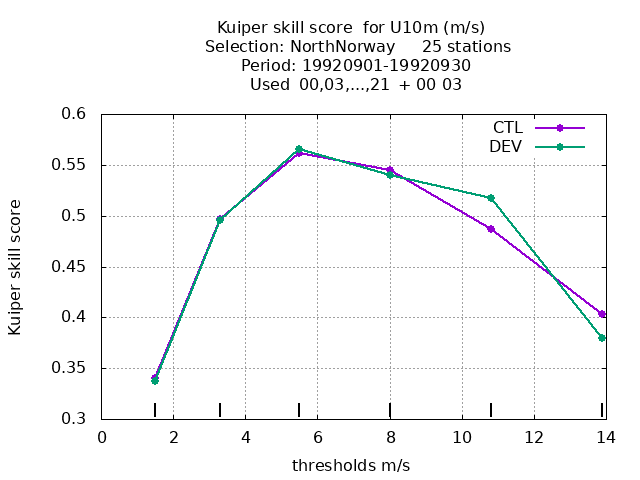 Kuiper skill score  for U10m (m/s)
Selection: NorthNorway     25 stations
Period: 19920901-19920930
Used  00,03,...,21  + 00 03
CTL
DEV
0.6
0.55
0.5
0.45
0.4
0.35
0.3
Kuiper skill score
0 2 4 6 8 10 12 14
thresholds m/s